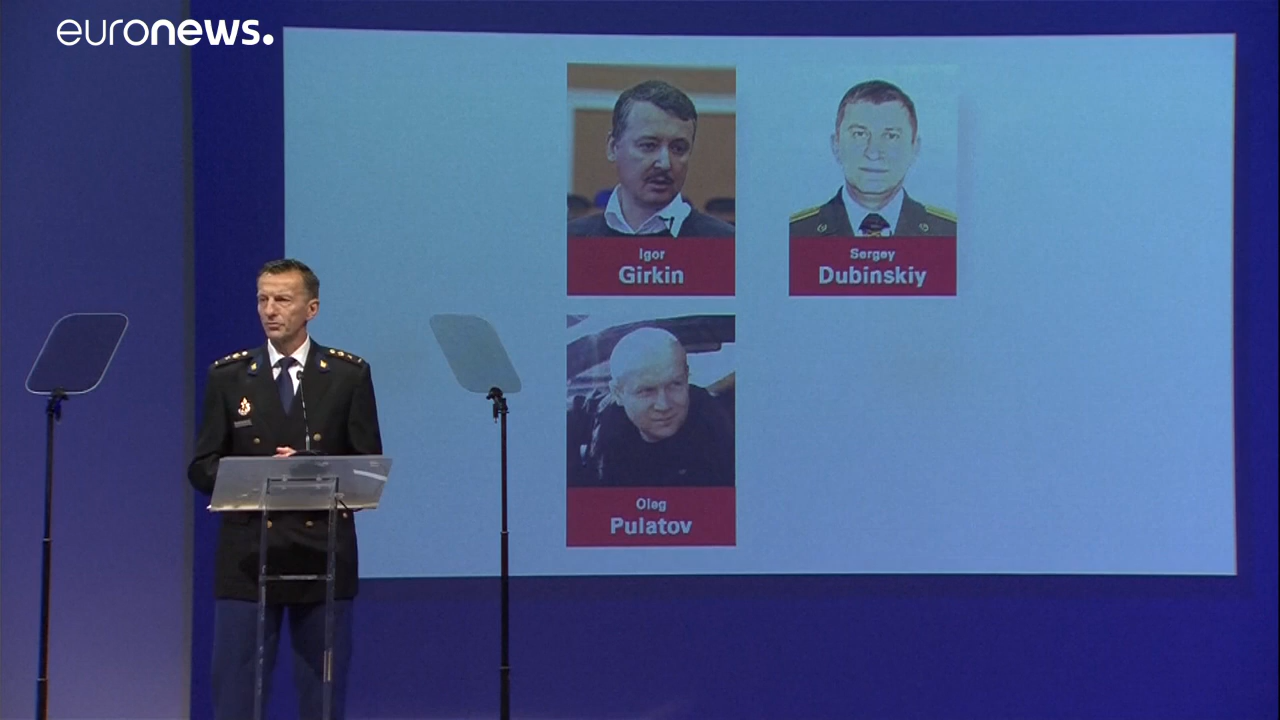 euronews.
Igor
Girkin
Sergey
Dubinskiy
Oleg
Pulatov